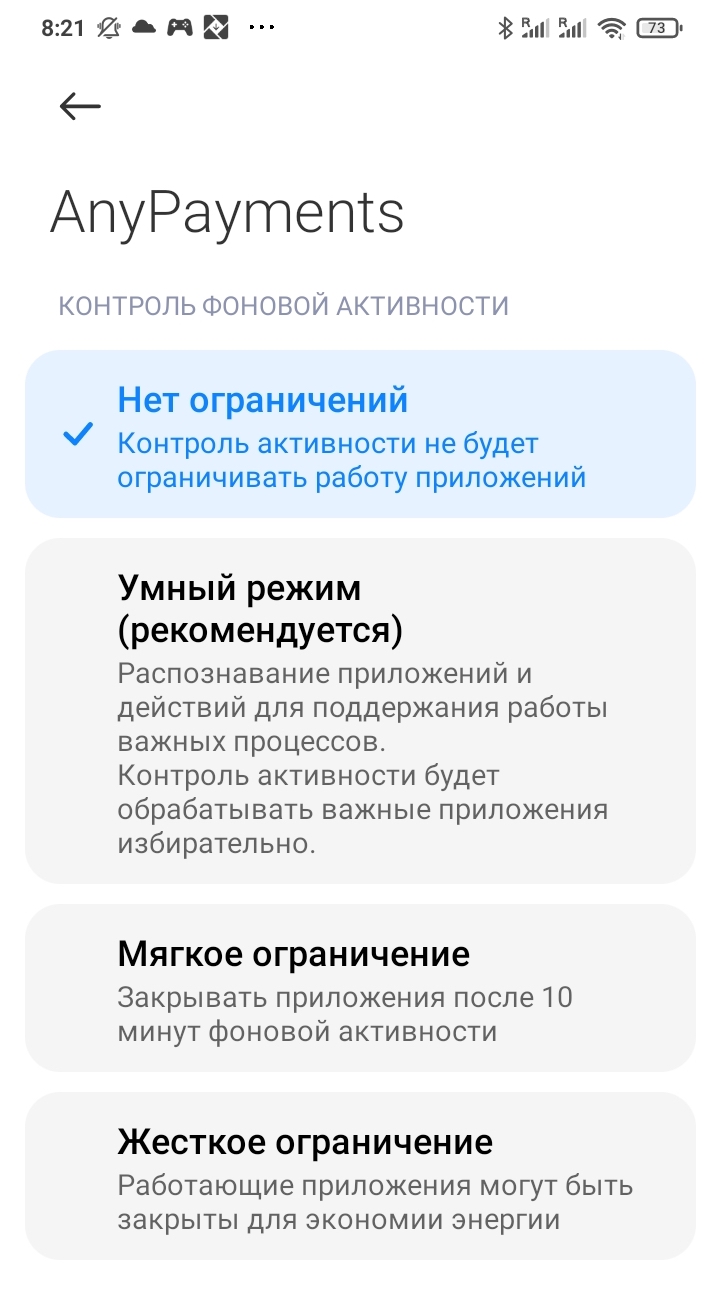 8:21
R R 73
AnyPayments
КОНТРОЛЬ ФОНОВОЙ АКТИВНОСТИ
Нет ограничений
Контроль активности не будет
ограничивать работу приложений
Умный режим
(рекомендуется)
Распознавание приложений и
действий для поддержания работы
важных процессов.
Контроль активности будет
обрабатывать важные приложения
избирательно.
Мягкое ограничение
Закрывать приложения после 10
минут фоновой активности
Жесткое ограничение
Работающие приложения могут быть
закрыты для экономии энергии